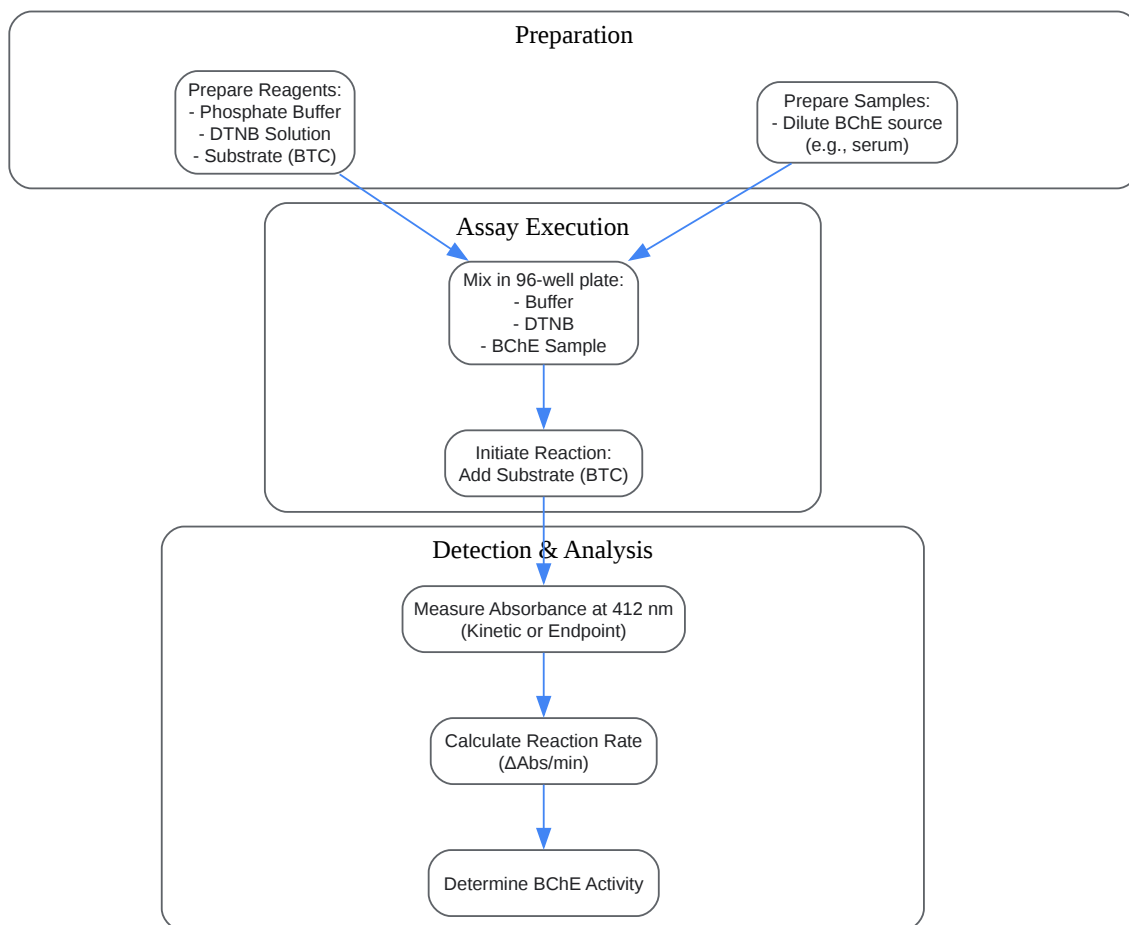 Preparation
Prepare Reagents:
- Phosphate Buffer
- DTNB Solution
- Substrate (BTC)
Prepare Samples:
- Dilute BChE source
(e.g., serum)
Assay Execution
Mix in 96-well plate:
- Buffer
- DTNB
- BChE Sample
Initiate Reaction:
Add Substrate (BTC)
Detection & Analysis
Measure Absorbance at 412 nm
(Kinetic or Endpoint)
Calculate Reaction Rate
(ΔAbs/min)
Determine BChE Activity